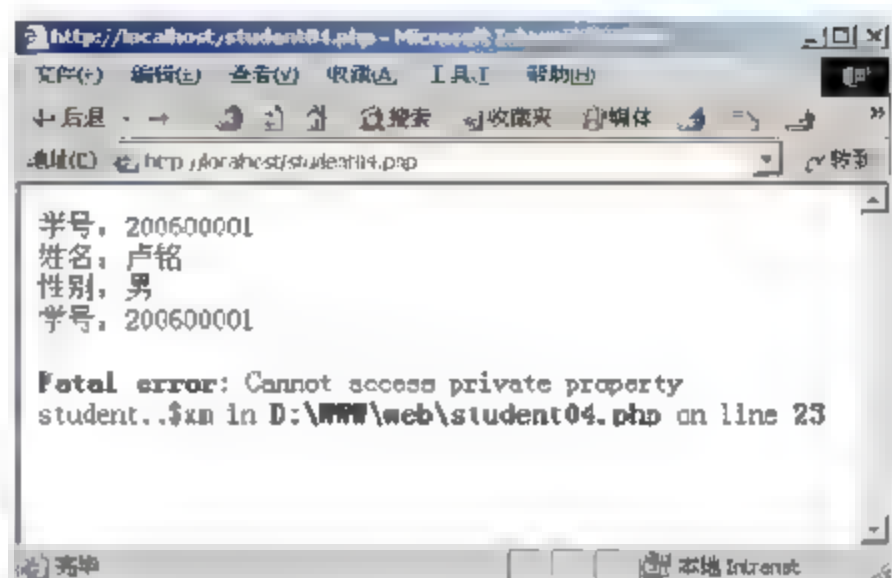 http://localhost/student04.php - Microsoft
文件(F) 编辑(E) 查看(V) 收藏(A) 工具(T) 帮助(H)
后退 搜索 收藏夹 媒体 »
地址(D) http://localhost/student04.php 转到
学号：200600001
姓名：卢铭
性别：男
学号：200600001
Fatal error: Cannot access private property
student::$xm in D:\WWW\web\student04.php on line 23
完毕 本地 Intranet